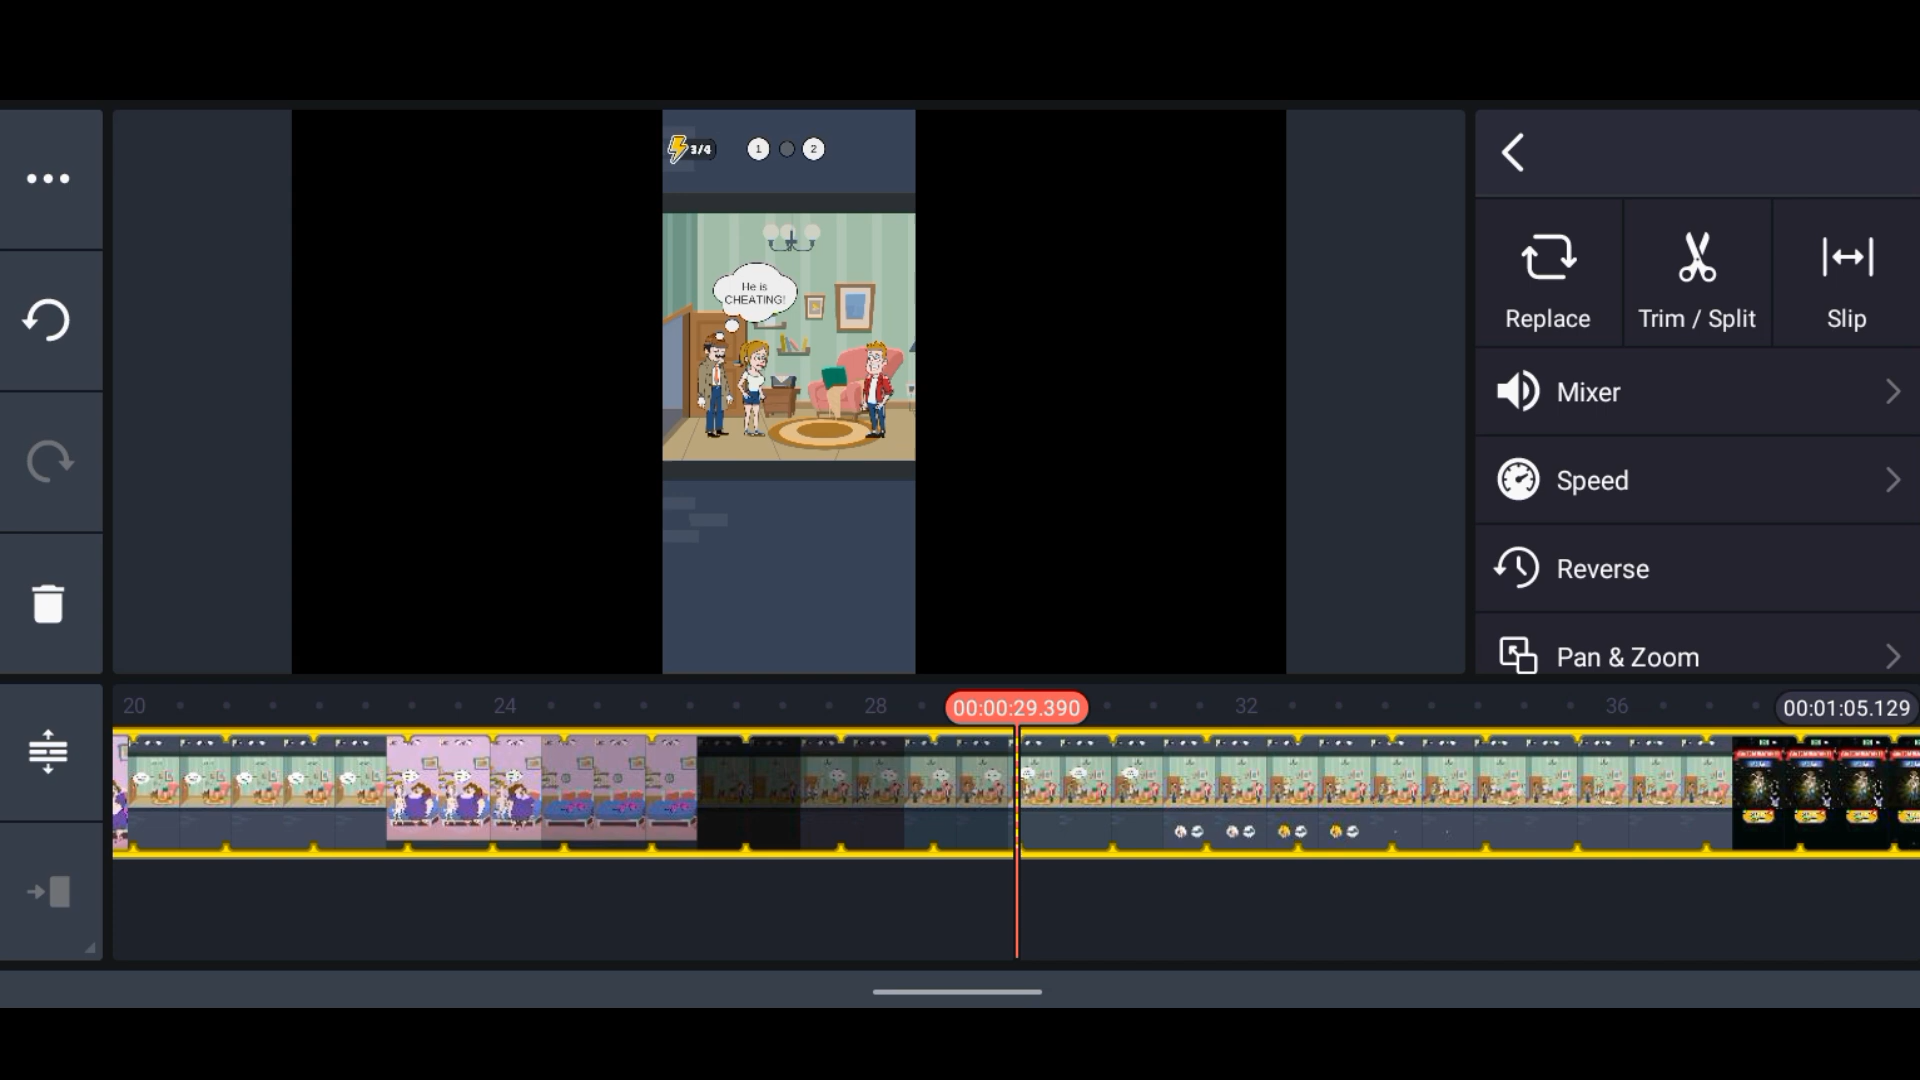 3/4
1
2
He is
CHEATING!
Replace
Trim / Split
Slip
Mixer
Speed
Reverse
Pan & Zoom
20
24
28
00:00:29.390
32
36
00:01:05.129